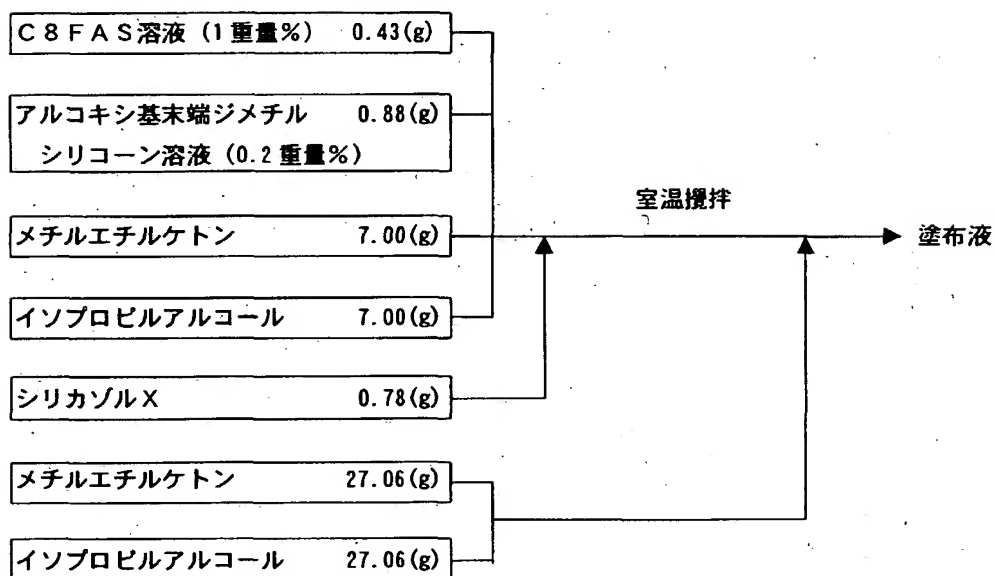 C8FAS溶液（1重量％） 0.43(g)
アルコキシ基末端ジメチル 0.88(g)
シリコーン溶液（0.2重量％）
室温攪拌
メチルエチルケトン 7.00(g)
塗布液
イソプロピルアルコール 7.00(g)
シリカゾルX 0.78(g)
メチルエチルケトン 27.06(g)
イソプロピルアルコール 27.06(g)